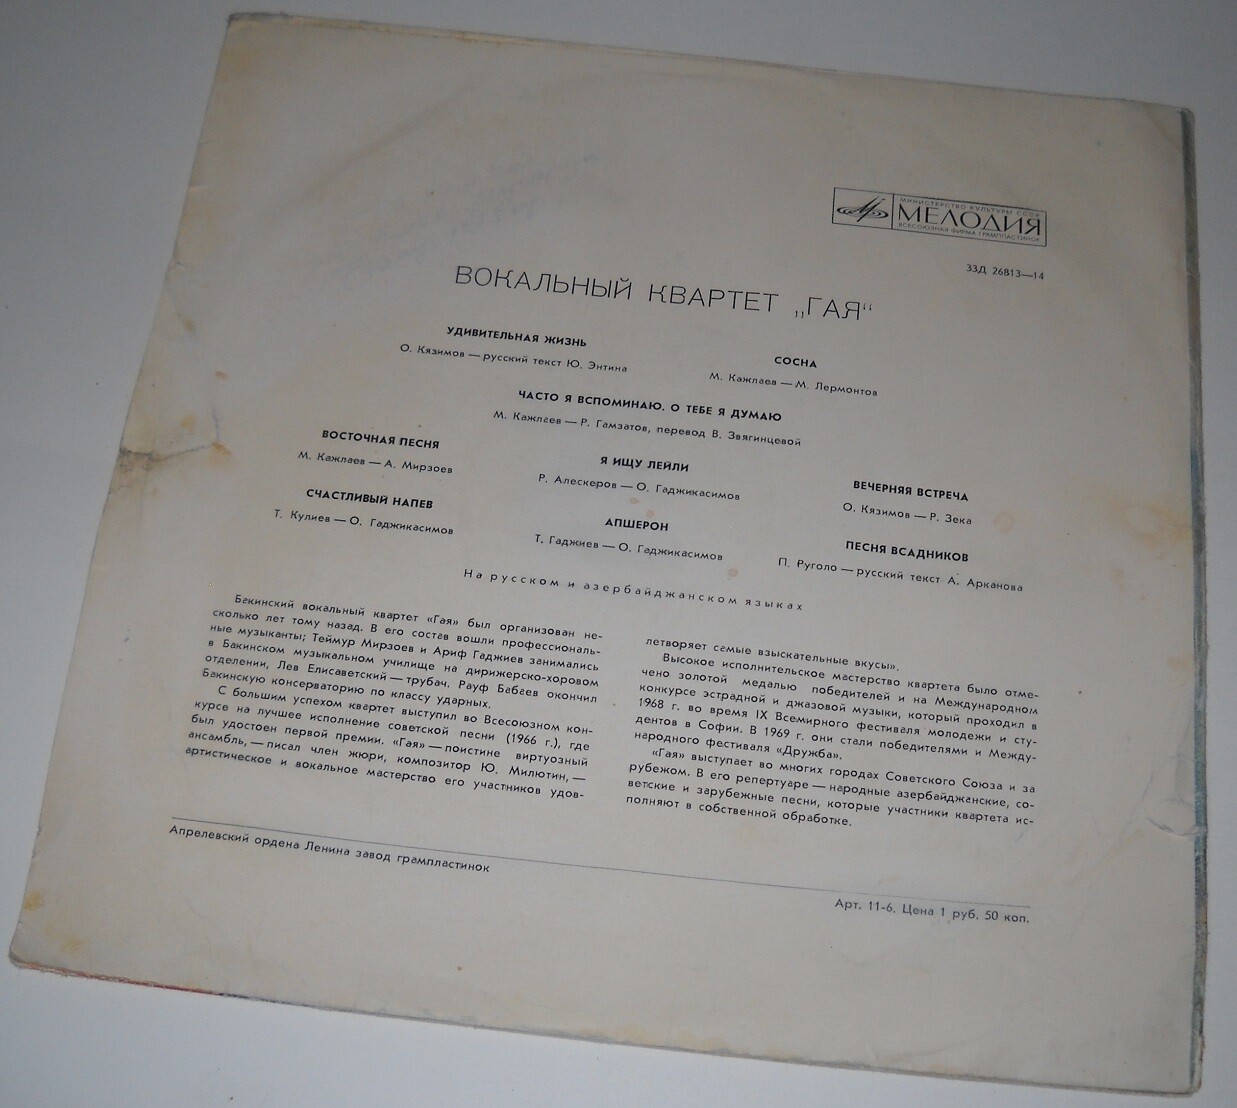 МИНИСТЕРСТВО КУЛЬТУРЫ СССР
МЕЛОДИЯ
ВСЕСОЮЗНАЯ ФИРМА ГРАМПЛАСТИНОК
33Д 26813—14
ВОКАЛЬНЫЙ КВАРТЕТ „ГАЯ“
УДИВИТЕЛЬНАЯ ЖИЗНЬ
О. Кязимов — русский текст Ю. Энтина
СОСНА
М. Кажлаев — М. Лермонтов
ЧАСТО Я ВСПОМИНАЮ, О ТЕБЕ Я ДУМАЮ
М. Кажлаев — Р. Гамзатов, перевод В. Звягинцевой
ВОСТОЧНАЯ ПЕСНЯ
М. Кажлаев — А. Мирзоев
Я ИЩУ ЛЕЙЛИ
Р. Алескеров — О. Гаджикасимов
ВЕЧЕРНЯЯ ВСТРЕЧА
О. Кязимов — Р. Зека
СЧАСТЛИВЫЙ НАПЕВ
Т. Кулиев — О. Гаджикасимов
АПШЕРОН
Т. Гаджиев — О. Гаджикасимов
ПЕСНЯ ВСАДНИКОВ
П. Руголо — русский текст А. Арканова
На русском и азербайджанском языках
Бакинский вокальный квартет «Гая» был организован не-
сколько лет тому назад. В его состав вошли профессиональ-
ные музыканты; Теймур Мирзоев и Ариф Гаджиев занимались
в Бакинском музыкальном училище на дирижерско-хоровом
отделении, Лев Елисаветский — трубач, Рауф Бабаев окончил
Бакинскую консерваторию по классу ударных.
С большим успехом квартет выступил во Всесоюзном кон-
курсе на лучшее исполнение советской песни (1966 г.), где
был удостоен первой премии. «Гая» — поистине виртуозный
ансамбль, — писал член жюри, композитор Ю. Милютин, —
артистическое и вокальное мастерство его участников удов-
летворяет самые взыскательные вкусы».
Высокое исполнительское мастерство квартета было отме-
чено золотой медалью победителей и на Международном
конкурсе эстрадной и джазовой музыки, который проходил в
1968 г. во время IX Всемирного фестиваля молодежи и сту-
дентов в Софии. В 1969 г. они стали победителями и Между-
народного фестиваля «Дружба».
«Гая» выступает во многих городах Советского Союза и за
рубежом. В его репертуаре — народные азербайджанские, со-
ветские и зарубежные песни, которые участники квартета ис-
полняют в собственной обработке.
Апрелевский ордена Ленина завод грампластинок
Арт. 11-6. Цена 1 руб. 50 коп.